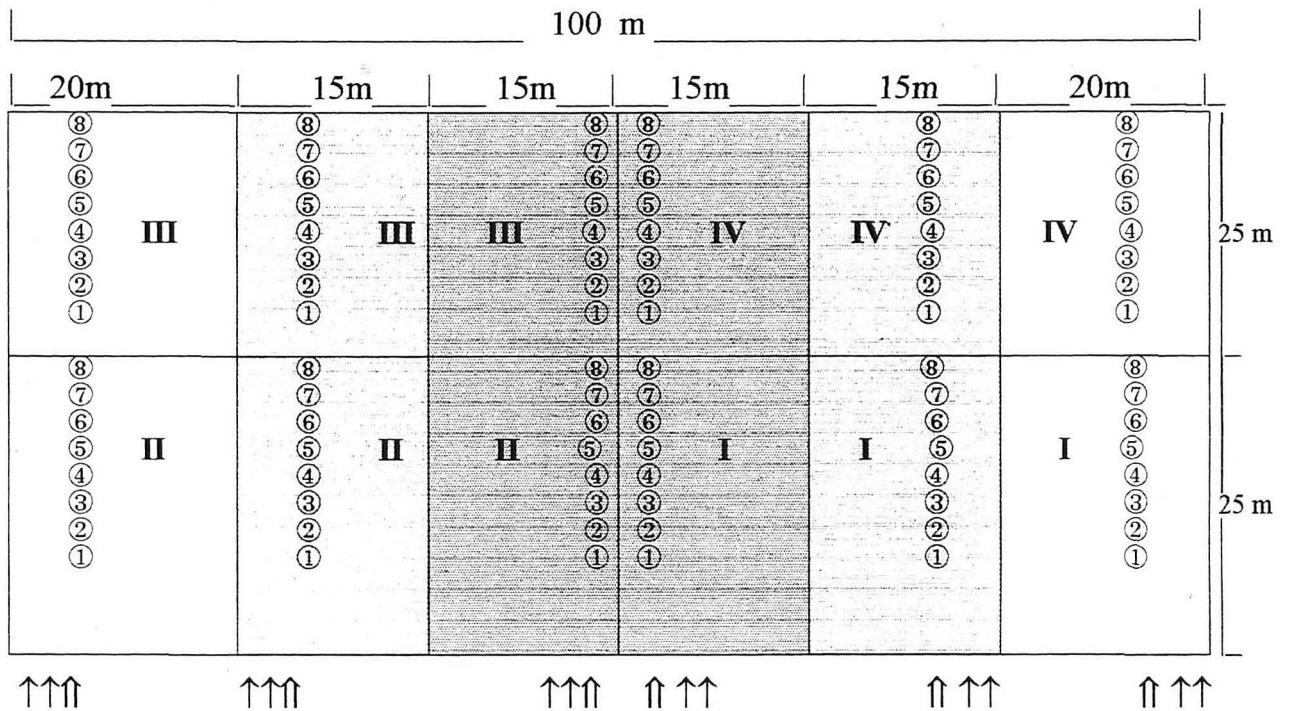 100 m
20m 15m 15m 15m 15m 20m
⑧ ⑧ ⑧ ⑧ ⑧ ⑧
⑦ ⑦ ⑦ ⑦ ⑦ ⑦
⑥ ⑥ ⑥ ⑥ ⑥ ⑥
⑤ ⑤ ⑤ ⑤ ⑤ ⑤
④ III ④ III III ④ ④ IV IV ④ IV ④ 25 m
③ ③ ③ ③ ③ ③
② ② ② ② ② ②
① ① ① ① ① ①
⑧ ⑧ ⑧ ⑧ ⑧ ⑧
⑦ ⑦ ⑦ ⑦ ⑦ ⑦
⑥ ⑥ ⑥ ⑥ ⑥ ⑥
⑤ II ⑤ II II ⑤ ⑤ I I ⑤ I ⑤
④ ④ ④ ④ ④ ④
③ ③ ③ ③ ③ ③ 25 m
② ② ② ② ② ②
① ① ① ① ① ①
↑↑⇑ ↑↑⇑ ↑↑⇑ ⇑↑↑ ⇑↑↑ ⇑↑↑